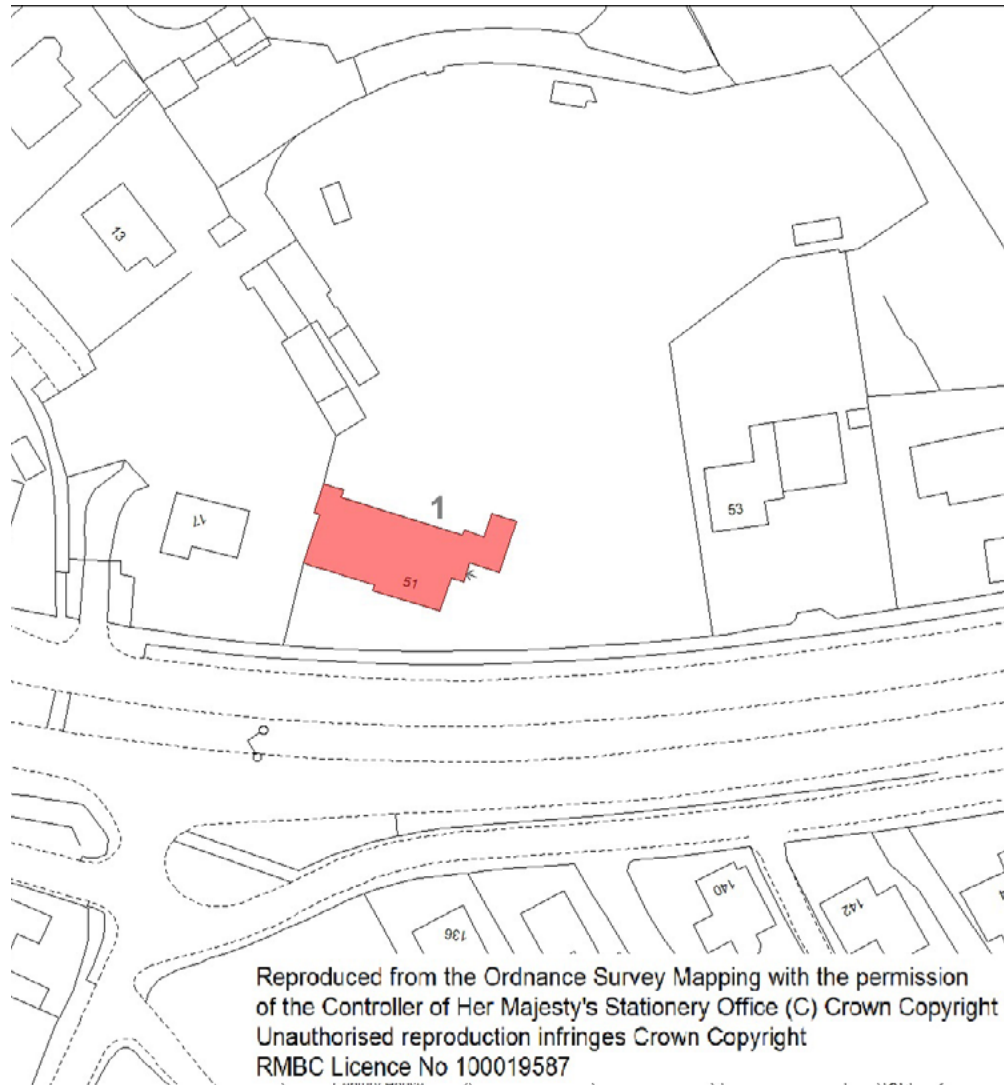 13
1
17
51
53
140
142
136
Reproduced from the Ordnance Survey Mapping with the permission
of the Controller of Her Majesty's Stationery Office (C) Crown Copyright
Unauthorised reproduction infringes Crown Copyright
RMBC Licence No 100019587